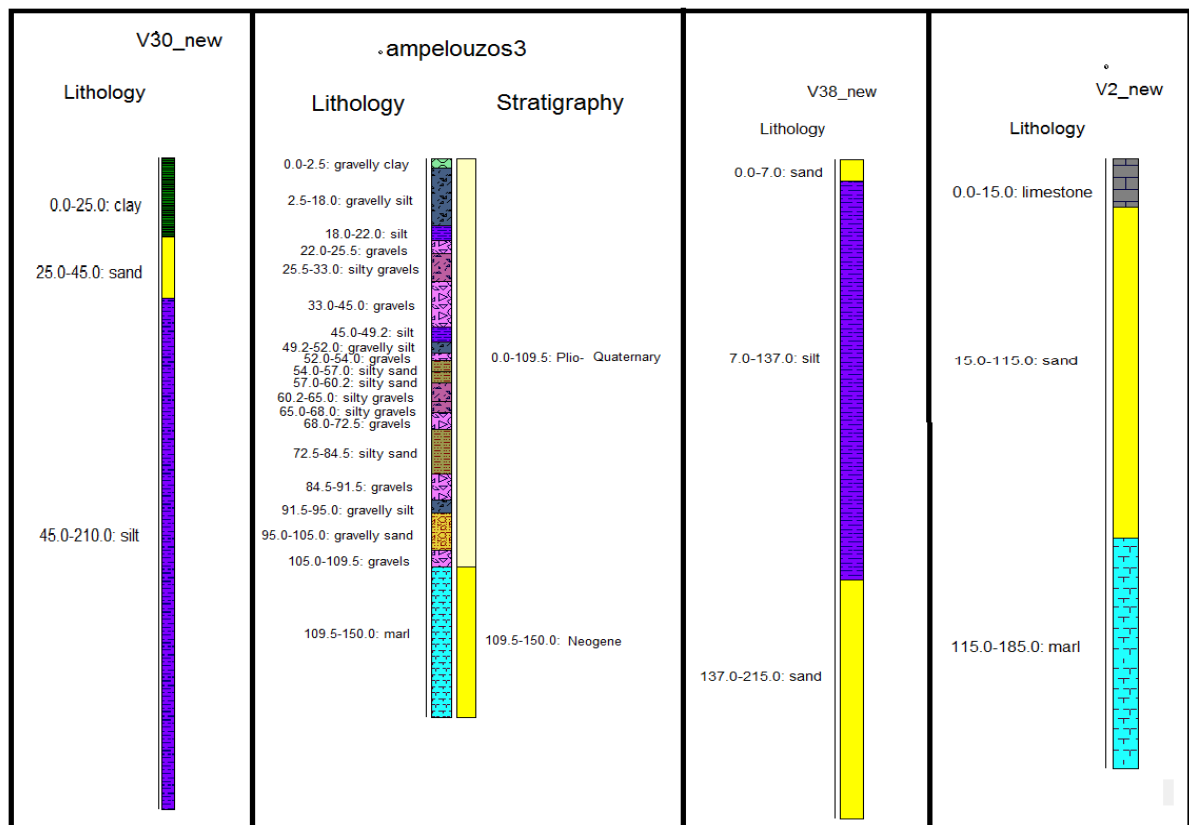 V30_new
Lithology
0.0-25.0: clay
25.0-45.0: sand
45.0-210.0: silt
ampelouzos3
Lithology
Stratigraphy
0.0-2.5: gravelly clay
2.5-18.0: gravelly silt
18.0-22.0: silt
22.0-25.5: gravels
25.5-33.0: silty gravels
33.0-45.0: gravels
45.0-49.2: silt
49.2-52.0: gravelly silt
52.0-54.0: gravels
54.0-57.0: silty sand
57.0-60.2: silty sand
60.2-65.0: silty gravels
65.0-68.0: silty gravels
68.0-72.5: gravels
72.5-84.5: silty sand
84.5-91.5: gravels
91.5-95.0: gravelly silt
95.0-105.0: gravelly sand
105.0-109.5: gravels
109.5-150.0: marl
0.0-109.5: Plio- Quaternary
109.5-150.0: Neogene
V38_new
Lithology
0.0-7.0: sand
7.0-137.0: silt
137.0-215.0: sand
V2_new
Lithology
0.0-15.0: limestone
15.0-115.0: sand
115.0-185.0: marl